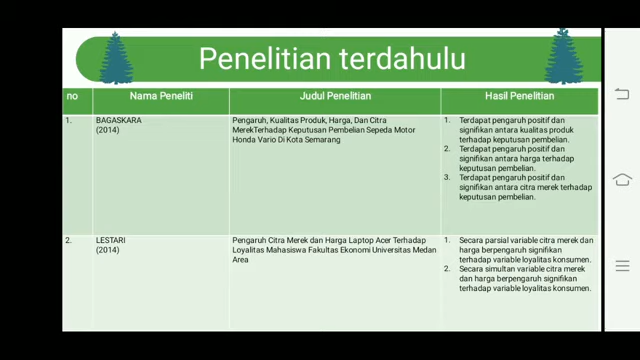 Penelitian terdahulu
no
Nama Peneliti
Judul Penelitian
Hasil Penelitian
1.
BAGASKARA
(2014)
Pengaruh, Kualitas Produk, Harga, Dan Citra
MerekTerhadap Keputusan Pembelian Sepeda Motor
Honda Vario Di Kota Semarang
1. Terdapat pengaruh positif dan
signifikan antara kualitas produk
terhadap keputusan pembelian.
2. Terdapat pengaruh positif dan
signifikan antara harga terhadap
keputusan pembelian.
3. Terdapat pengaruh positif dan
signifikan antara citra merek terhadap
keputusan pembelian.
2.
LESTARI
(2014)
Pengaruh Citra Merek dan Harga Laptop Acer Terhadap
Loyalitas Mahasiswa Fakultas Ekonomi Universitas Medan
Area
1. Secara parsial variable citra merek dan
harga berpengaruh signifikan
terhadap variable loyalitas konsumen.
2. Secara simultan variable citra merek
dan harga berpengaruh signifikan
terhadap variable loyalitas konsumen.